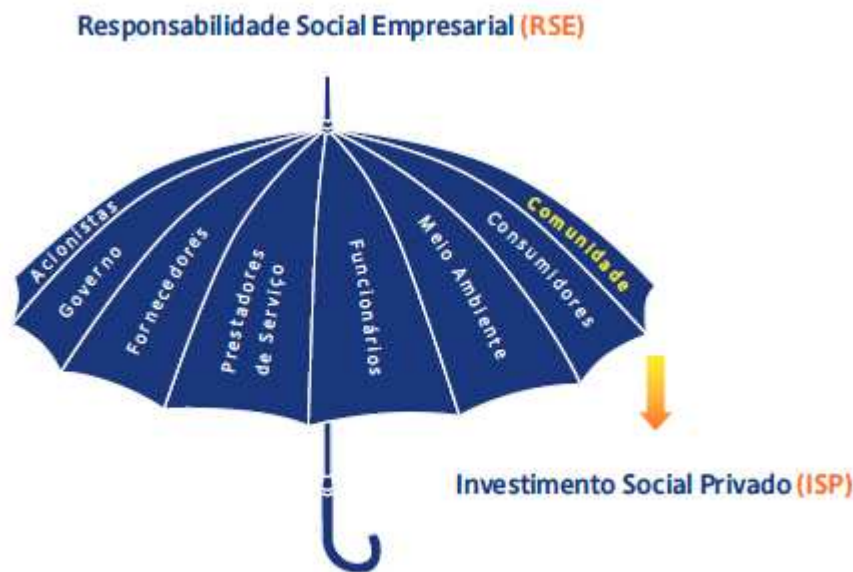 Responsabilidade Social Empresarial (RSE)
Acionistas
Governo
Fornecedores
Prestadores
de Serviço
Funcionários
Meio Ambiente
Consumidores
Comunidade
Investimento Social Privado (ISP)